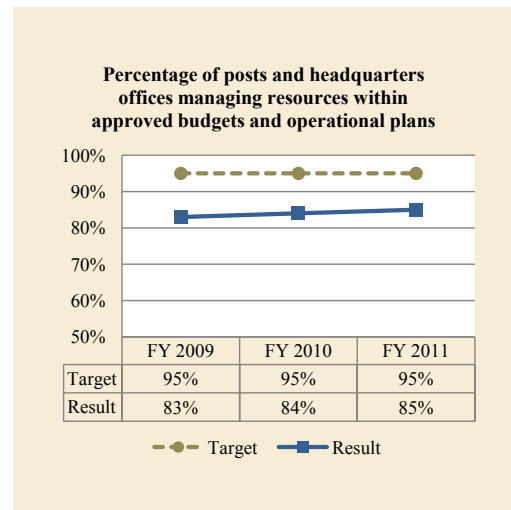 Percentage of posts and headquarters
offices managing resources within
approved budgets and operational plans
100%
90%
80%
70%
60%
50%
FY 2009 FY 2010 FY 2011
Target 95% 95% 95%
Result 83% 84% 85%
Target Result